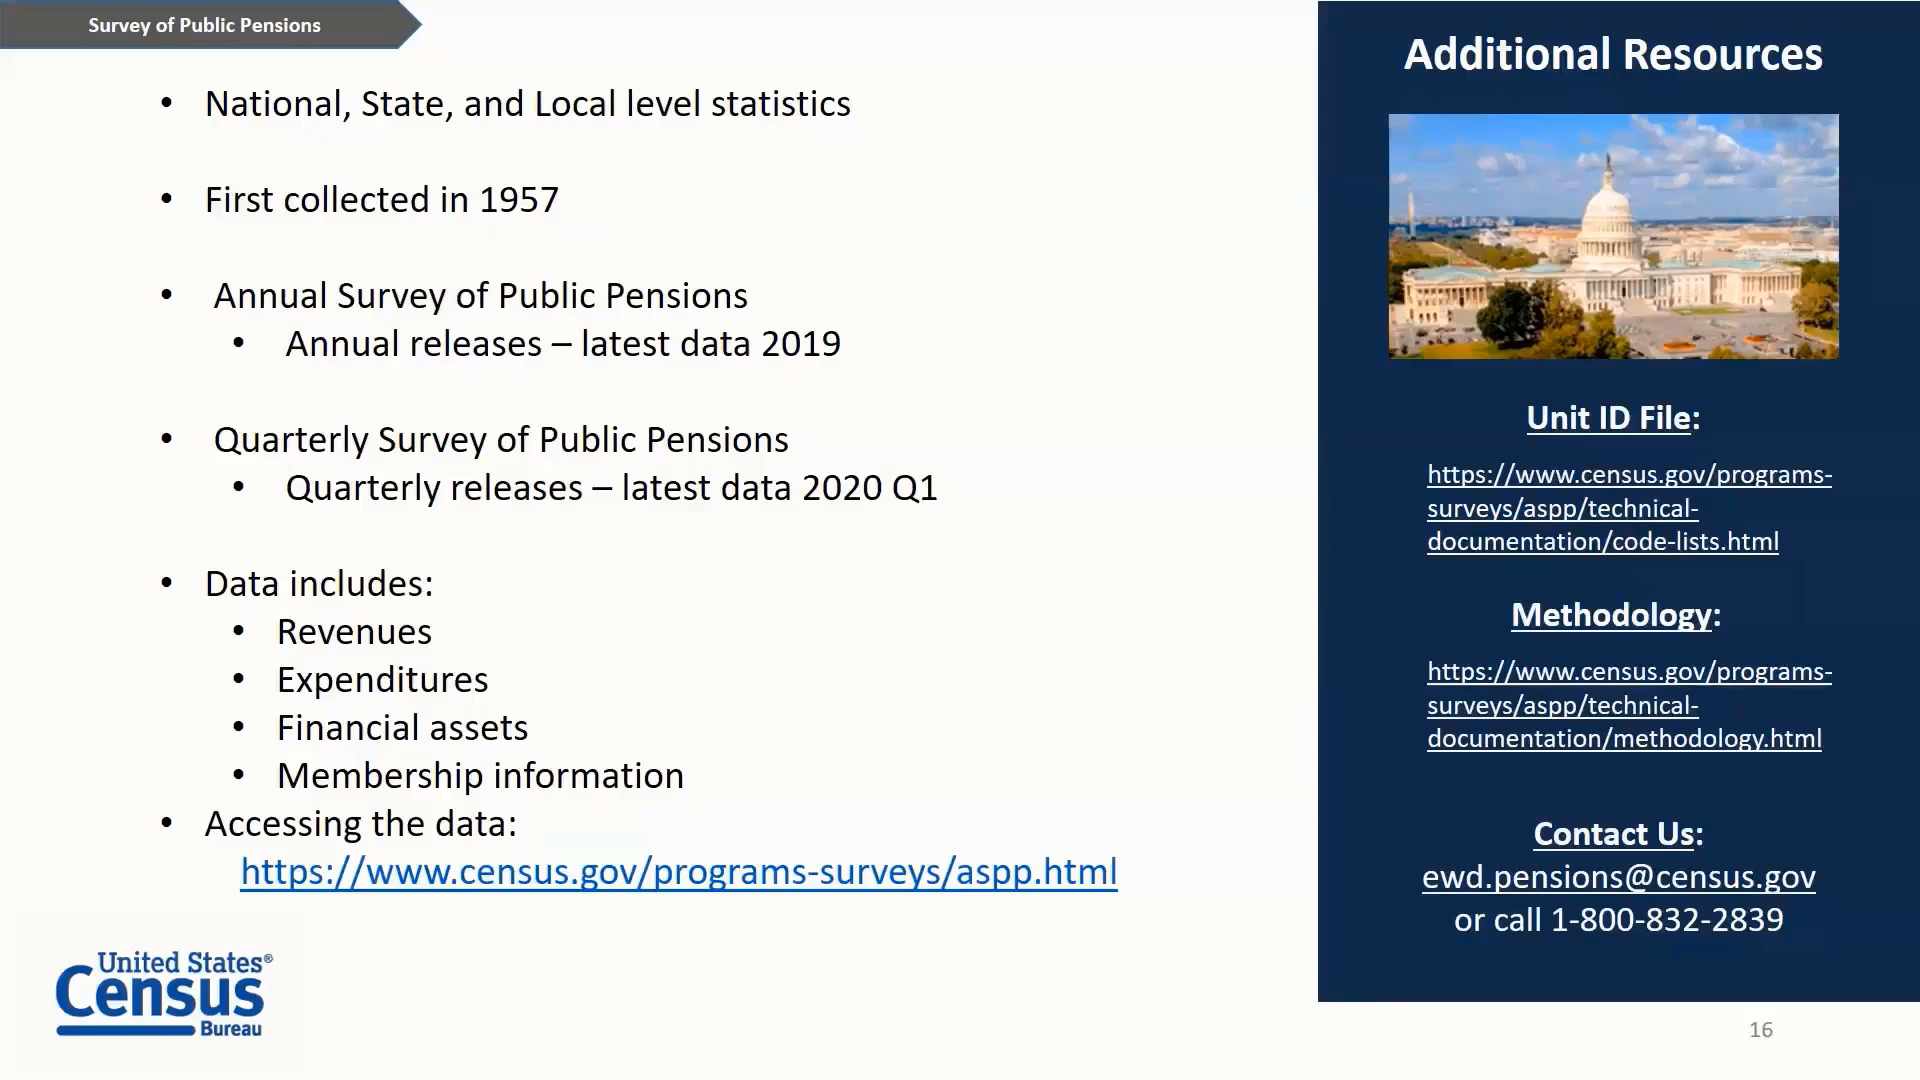 Survey of Public Pensions
• National, State, and Local level statistics
• First collected in 1957
• Annual Survey of Public Pensions
• Annual releases – latest data 2019
• Quarterly Survey of Public Pensions
• Quarterly releases – latest data 2020 Q1
• Data includes:
• Revenues
• Expenditures
• Financial assets
• Membership information
• Accessing the data:
https://www.census.gov/programs-surveys/aspp.html
United States®
Census
Bureau
Additional Resources
Unit ID File:
https://www.census.gov/programs-
surveys/aspp/technical-
documentation/code-lists.html
Methodology:
https://www.census.gov/programs-
surveys/aspp/technical-
documentation/methodology.html
Contact Us:
ewd.pensions@census.gov
or call 1-800-832-2839
16